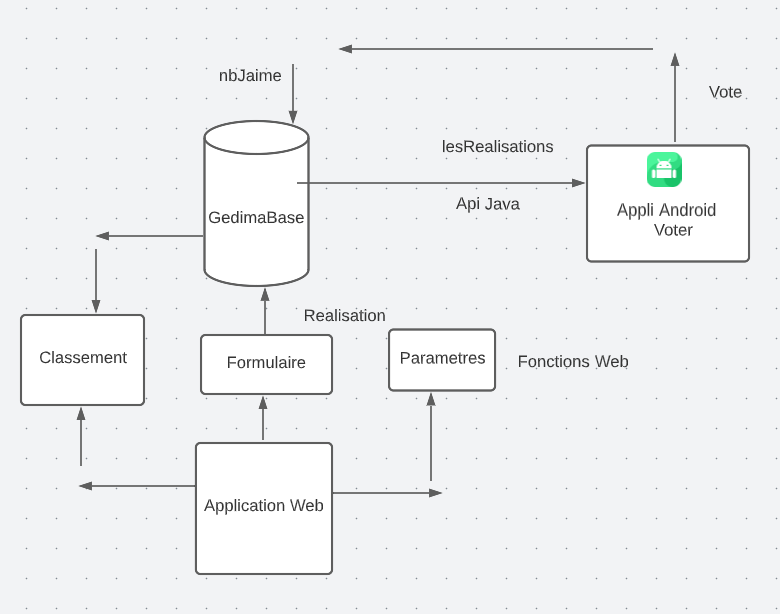 nbJaime
Vote
lesRealisations
Api Java
GedimaBase
Appli Android
Voter
Realisation
Classement
Formulaire
Parametres
Fonctions Web
Application Web